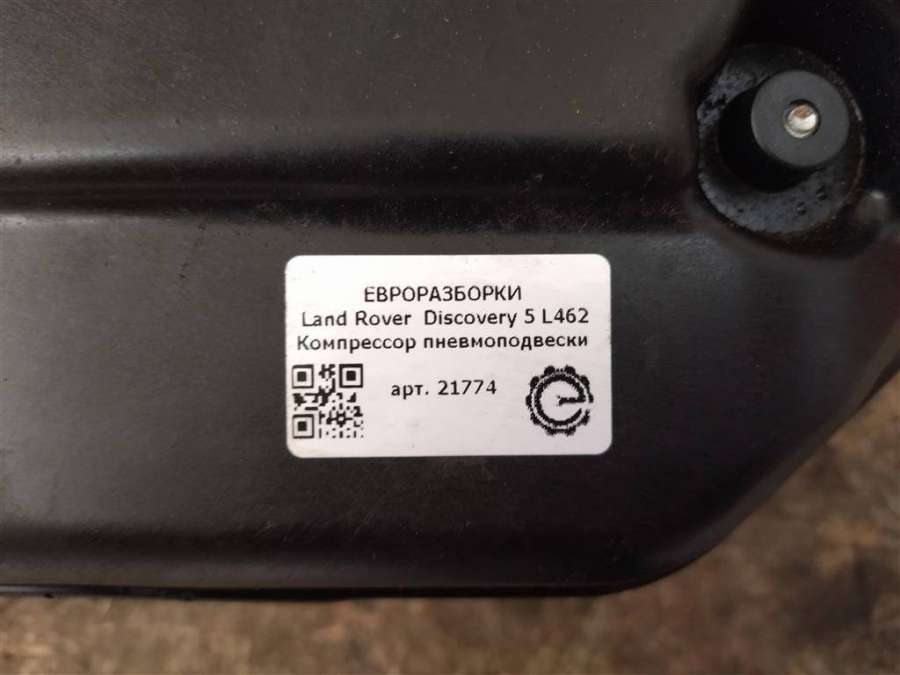 ЕВРОРАЗБОРКИ
Land Rover Discovery 5 L462
Компрессор пневмоподвески
арт. 21774